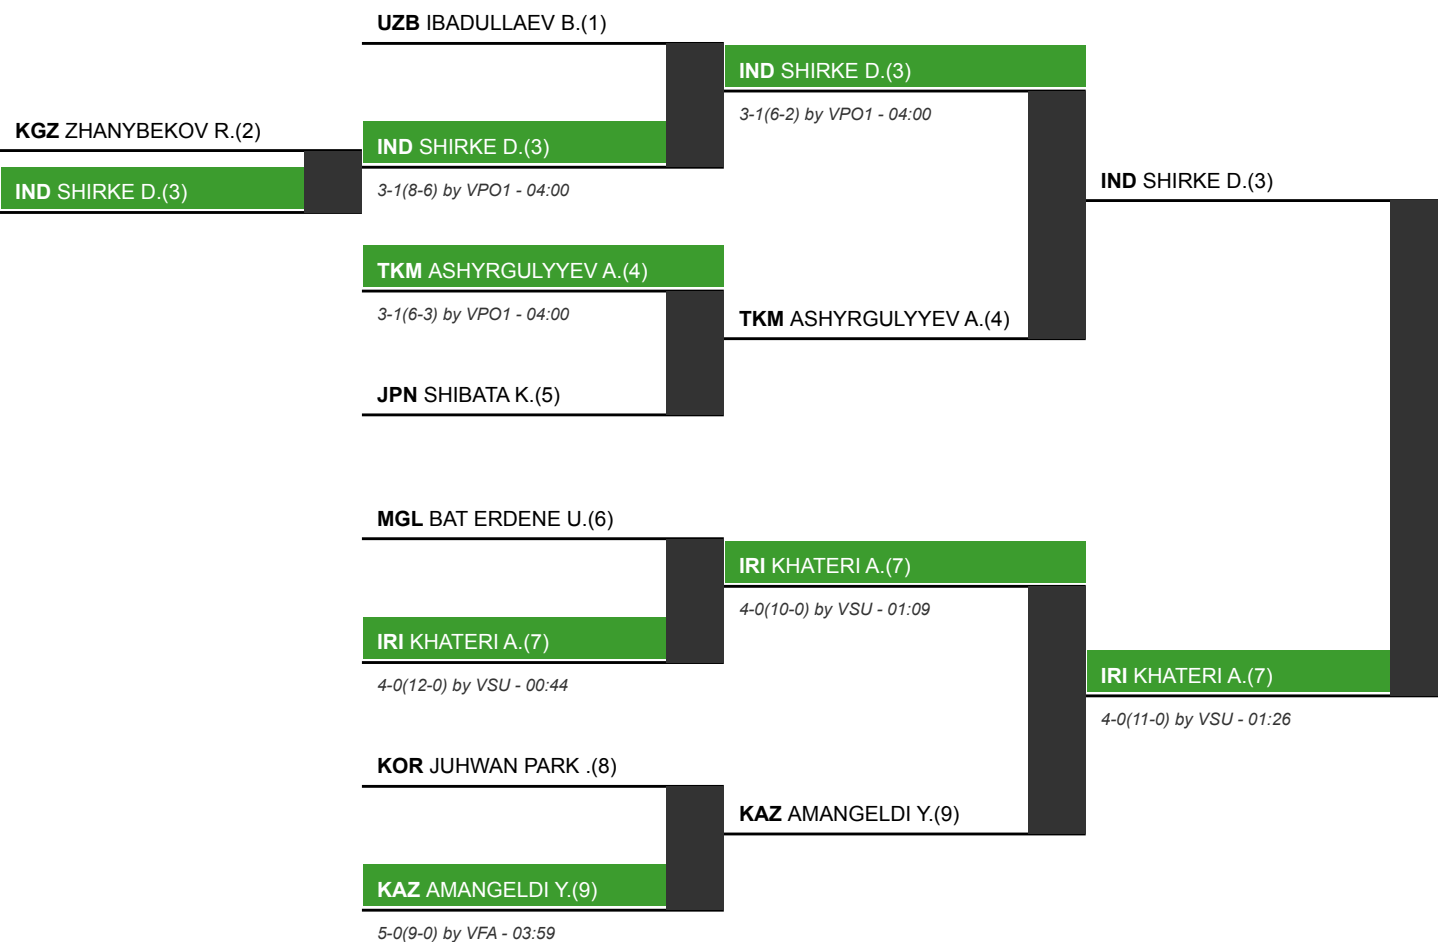 KGZ ZHANYBEKOV R.(2)
IND SHIRKE D.(3)
UZB IBADULLAEV B.(1)
IND SHIRKE D.(3)
3-1(8-6) by VPO1 - 04:00
TKM ASHYRGULYYEV A.(4)
3-1(6-3) by VPO1 - 04:00
JPN SHIBATA K.(5)
MGL BAT ERDENE U.(6)
IRI KHATERI A.(7)
4-0(12-0) by VSU - 00:44
KOR JUHWAN PARK .(8)
KAZ AMANGELDI Y.(9)
5-0(9-0) by VFA - 03:59
IND SHIRKE D.(3)
3-1(6-2) by VPO1 - 04:00
TKM ASHYRGULYYEV A.(4)
IRI KHATERI A.(7)
4-0(10-0) by VSU - 01:09
KAZ AMANGELDI Y.(9)
IND SHIRKE D.(3)
IRI KHATERI A.(7)
4-0(11-0) by VSU - 01:26